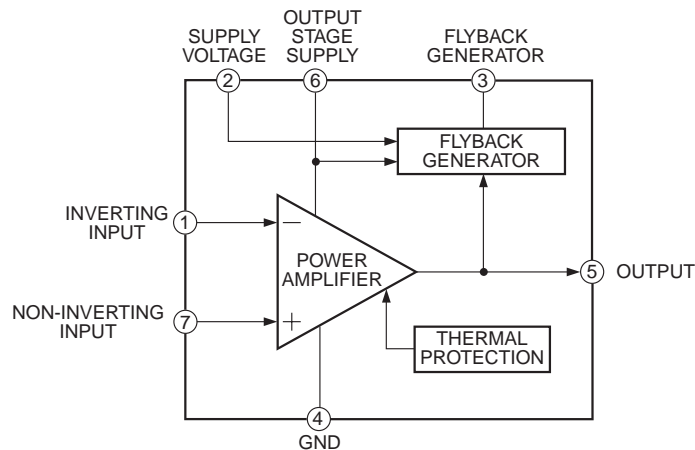 OUTPUT
STAGE
SUPPLY
SUPPLY
VOLTAGE
FLYBACK
GENERATOR
2
6
3
FLYBACK
GENERATOR
INVERTING
INPUT
1
−
POWER
AMPLIFIER
5
OUTPUT
NON-INVERTING
INPUT
7
+
THERMAL
PROTECTION
4
GND